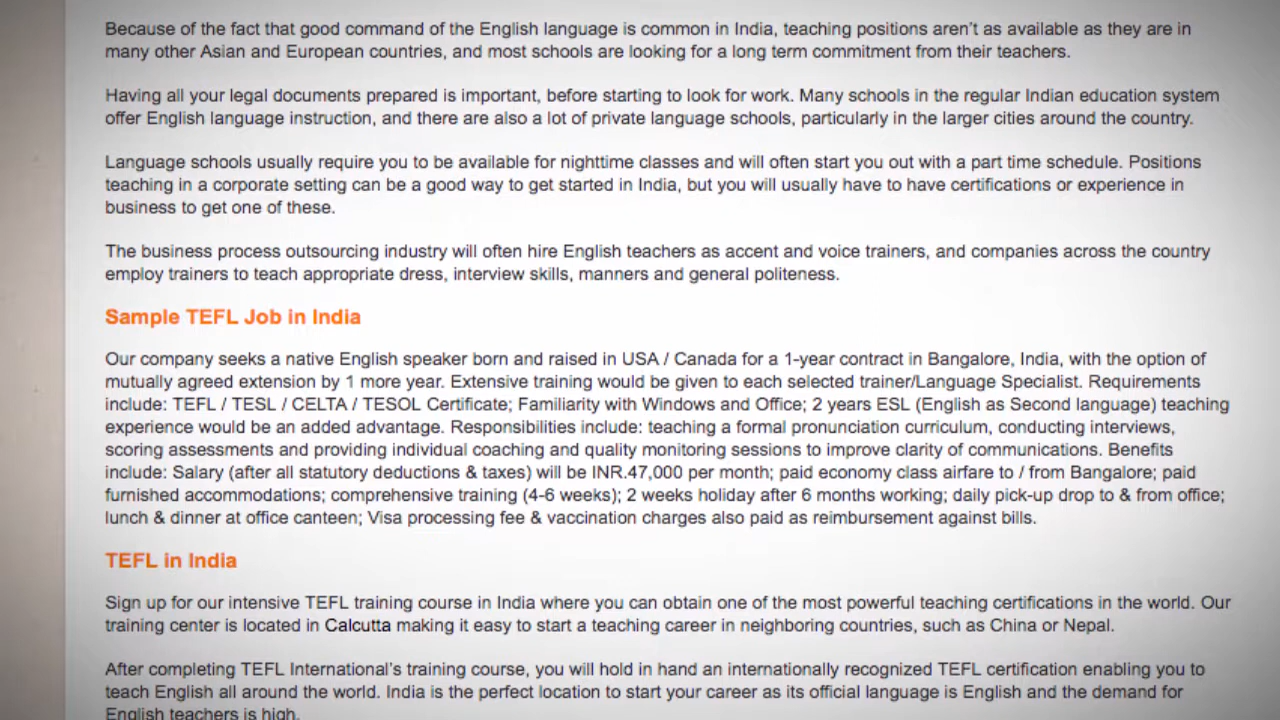 Because of the fact that good command of the English language is common in India, teaching positions aren't as available as they are in
many other Asian and European countries, and most schools are looking for a long term commitment from their teachers.
Having all your legal documents prepared is important, before starting to look for work. Many schools in the regular Indian education system
offer English language instruction, and there are also a lot of private language schools, particularly in the larger cities around the country.
Language schools usually require you to be available for nighttime classes and will often start you out with a part time schedule. Positions
teaching in a corporate setting can be a good way to get started in India, but you will usually have to have certifications or experience in
business to get one of these.
The business process outsourcing industry will often hire English teachers as accent and voice trainers, and companies across the country
employ trainers to teach appropriate dress, interview skills, manners and general politeness.
Sample TEFL Job in India
Our company seeks a native English speaker born and raised in USA / Canada for a 1-year contract in Bangalore, India, with the option of
mutually agreed extension by 1 more year. Extensive training would be given to each selected trainer/Language Specialist. Requirements
include: TEFL / TESL / CELTA / TESOL Certificate; Familiarity with Windows and Office; 2 years ESL (English as Second language) teaching
experience would be an added advantage. Responsibilities include: teaching a formal pronunciation curriculum, conducting interviews,
scoring assessments and providing individual coaching and quality monitoring sessions to improve clarity of communications. Benefits
include: Salary (after all statutory deductions & taxes) will be INR.47,000 per month; paid economy class airfare to / from Bangalore; paid
furnished accommodations; comprehensive training (4-6 weeks); 2 weeks holiday after 6 months working; daily pick-up drop to & from office;
lunch & dinner at office canteen; Visa processing fee & vaccination charges also paid as reimbursement against bills.
TEFL in India
Sign up for our intensive TEFL training course in India where you can obtain one of the most powerful teaching certifications in the world. Our
training center is located in Calcutta making it easy to start a teaching career in neighboring countries, such as China or Nepal.
After completing TEFL International's training course, you will hold in hand an internationally recognized TEFL certification enabling you to
teach English all around the world. India is the perfect location to start your career as its official language is English and the demand for
English teachers is high.